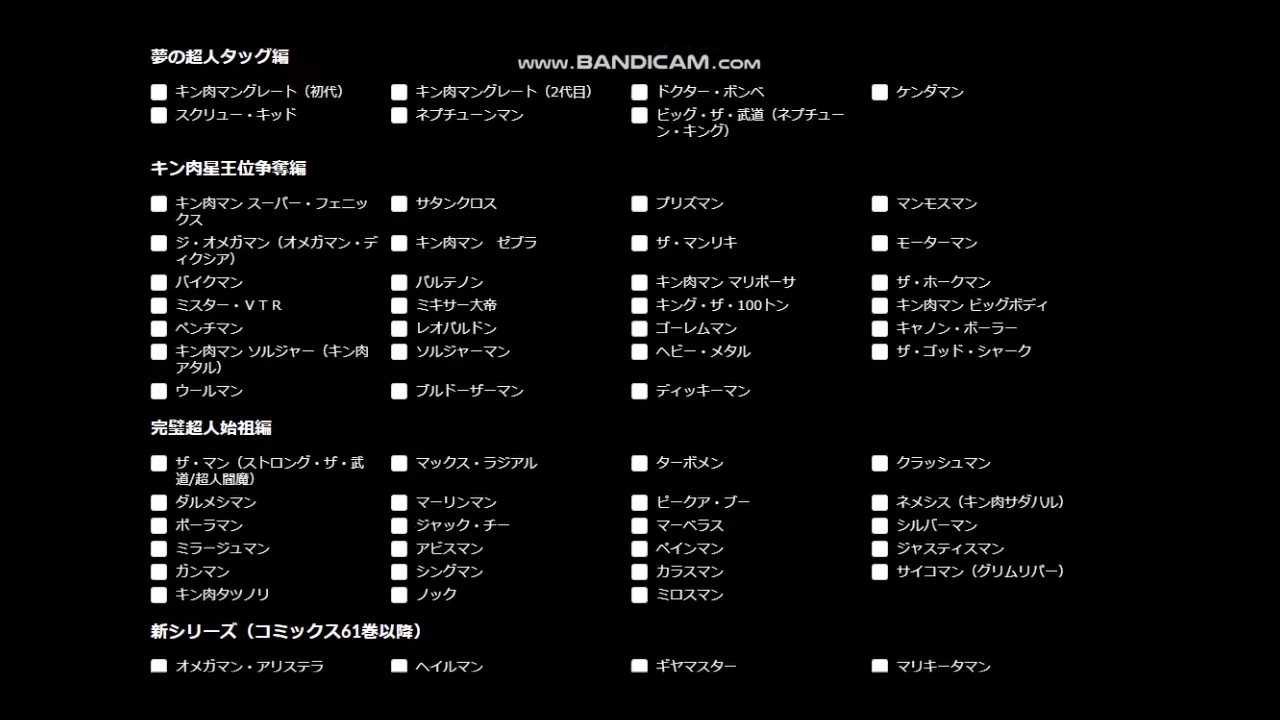 夢の超人タッグ編
www.BANDICAM.com
キン肉マングレート（初代） キン肉マングレート（2代目） ドクター・ボンベ ケンダマン
スクリュー・キッド ネプチューンマン ビッグ・ザ・武道（ネプチュー
ン・キング）
キン肉星王位争奪編
キン肉マン スーパー・フェニッ サタンクロス プリズマン マンモスマン
クス
ジ・オメガマン（オメガマン・デ キン肉マン　ゼブラ ザ・マンリキ モーターマン
ィクシア）
バイクマン パルテノン キン肉マン マリポーサ ザ・ホークマン
ミスター・ＶＴＲ ミキサー大帝 キング・ザ・100トン キン肉マン ビッグボディ
ペンチマン レオパルドン ゴーレムマン キャノン・ボーラー
キン肉マン ソルジャー（キン肉 ソルジャーマン ヘビー・メタル ザ・ゴッド・シャーク
アタル）
ウールマン ブルドーザーマン ディッキーマン
完璧超人始祖編
ザ・マン（ストロング・ザ・武 マックス・ラジアル ターボメン クラッシュマン
道/超人閻魔）
ダルメシマン マーリンマン ピークア・ブー ネメシス（キン肉サダハル）
ポーラマン ジャック・チー マーベラス シルバーマン
ミラージュマン アビスマン ペインマン ジャスティスマン
ガンマン シングマン カラスマン サイコマン（グリムリパー）
キン肉タツノリ ノック ミロスマン
新シリーズ（コミックス61巻以降）
オメガマン・アリステラ ヘイルマン ギヤマスター マリキータマン